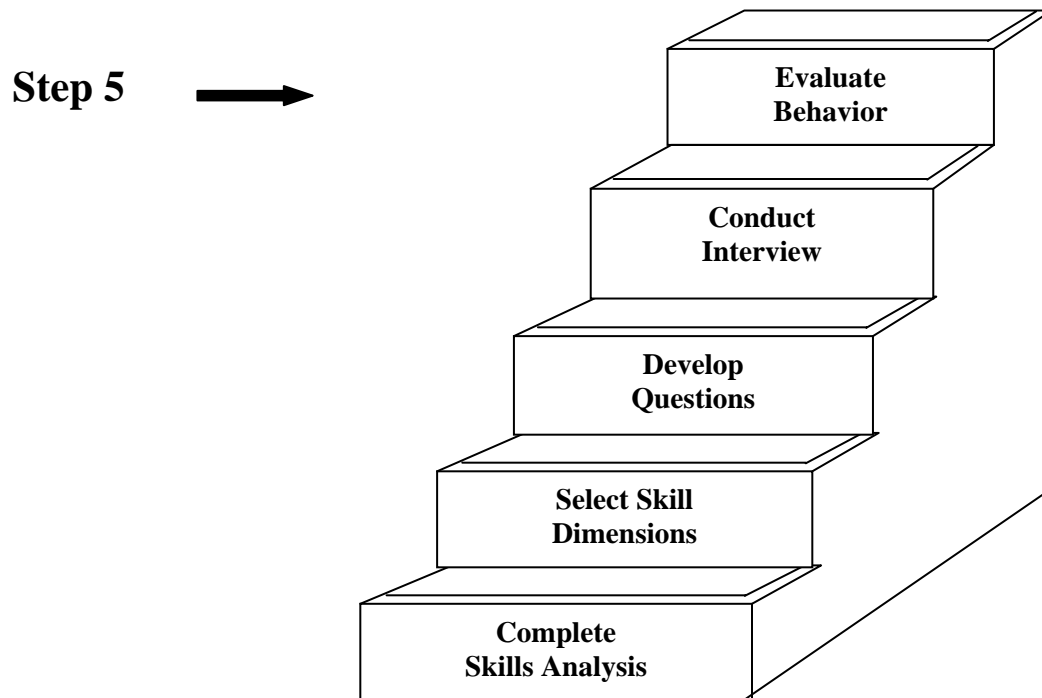 Step 5
Evaluate
Behavior
Conduct
Interview
Develop
Questions
Select Skill
Dimensions
Complete
Skills Analysis